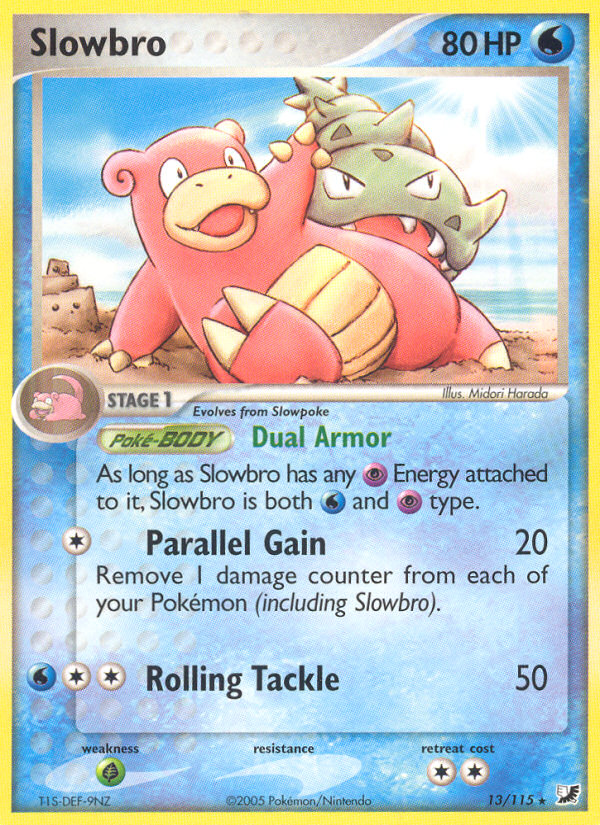 Slowbro 80 HP
Illus. Midori Harada
STAGE 1
Evolves from Slowpoke
Poké-BODY Dual Armor
As long as Slowbro has any Energy attached
to it, Slowbro is both and type.
Parallel Gain 20
Remove 1 damage counter from each of
your Pokémon (including Slowbro).
Rolling Tackle 50
weakness resistance retreat cost
T1S-DEF-9NZ ©2005 Pokémon/Nintendo 13/115